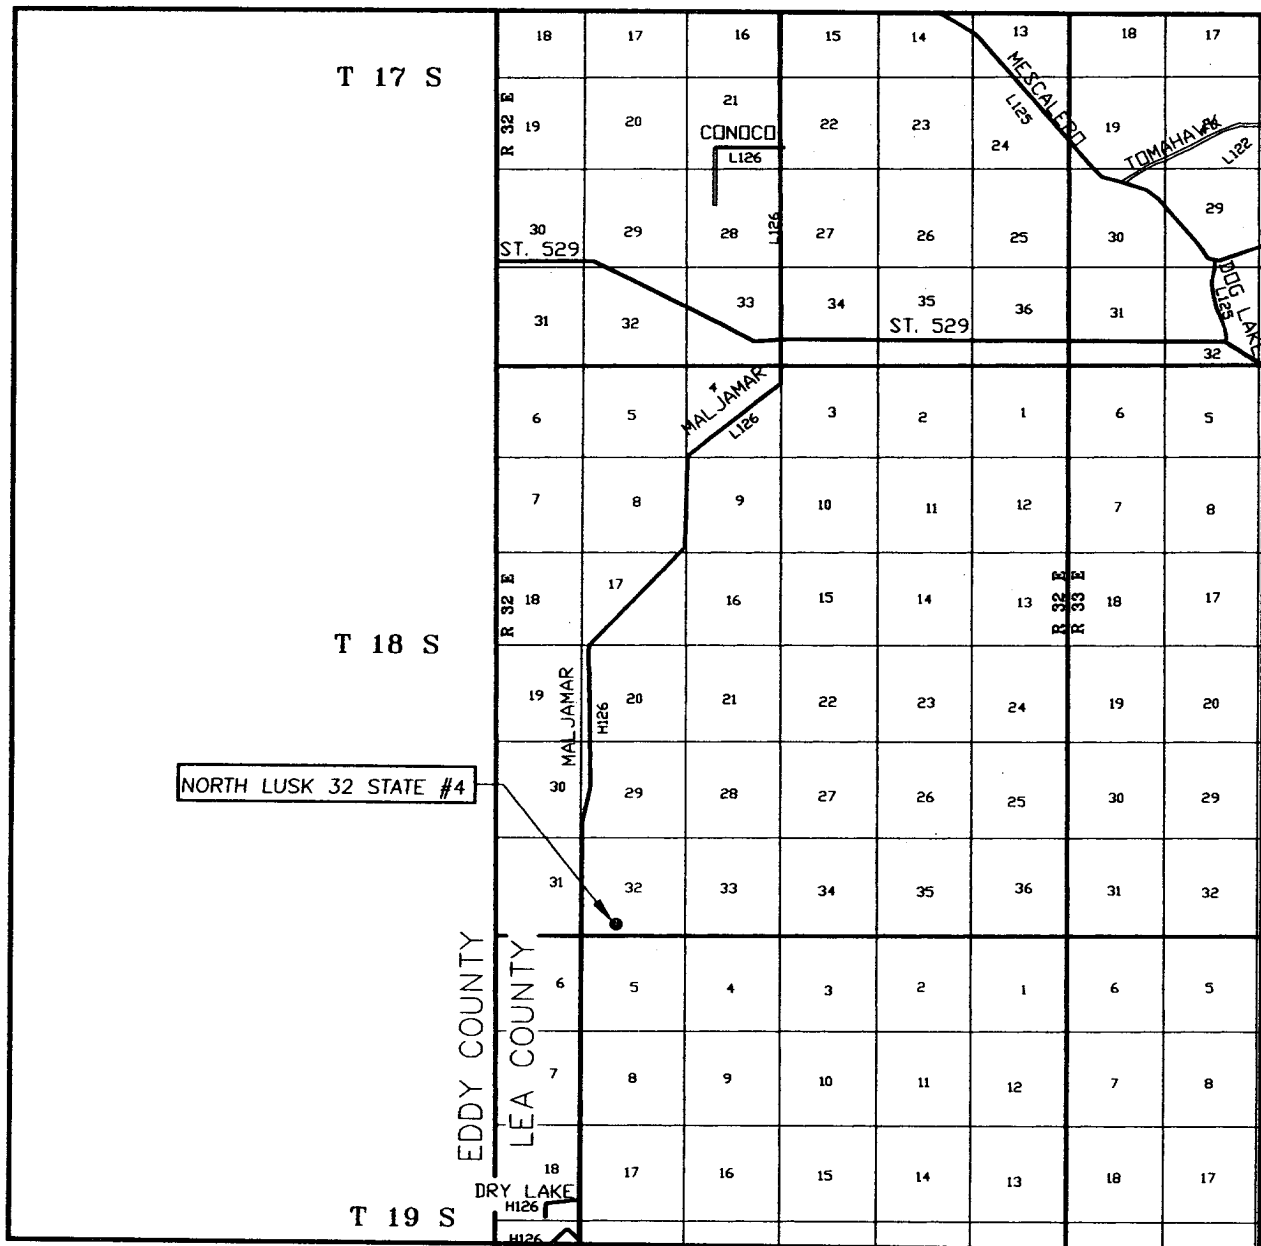 18 17 16 15 14 13 18 17
T 17 S
R 32 E
19 20 21 22 23 24 19
CONOCO
L126
MESCALERO
L125
TOMAHAWK
L122
30 29 28 27 26 25 30 29
L126
ST. 529
31 32 33 34 35 36 31 32
ST. 529
DOG LAKE
L125
MALJAMAR
L126
6 5 3 2 1 6 5
7 8 9 10 11 12 7 8
R 32 E
18 17 16 15 14 13 18 17
R 32 E
R 33 E
T 18 S
19 20 21 22 23 24 19 20
MALJAMAR
H126
NORTH LUSK 32 STATE #4
30 29 28 27 26 25 30 29
31 32 33 34 35 36 31 32
EDDY COUNTY
LEA COUNTY
6 5 4 3 2 1 6 5
7 8 9 10 11 12 7 8
18 17 16 15 14 13 18 17
DRY LAKE
H126
T 19 S
H126